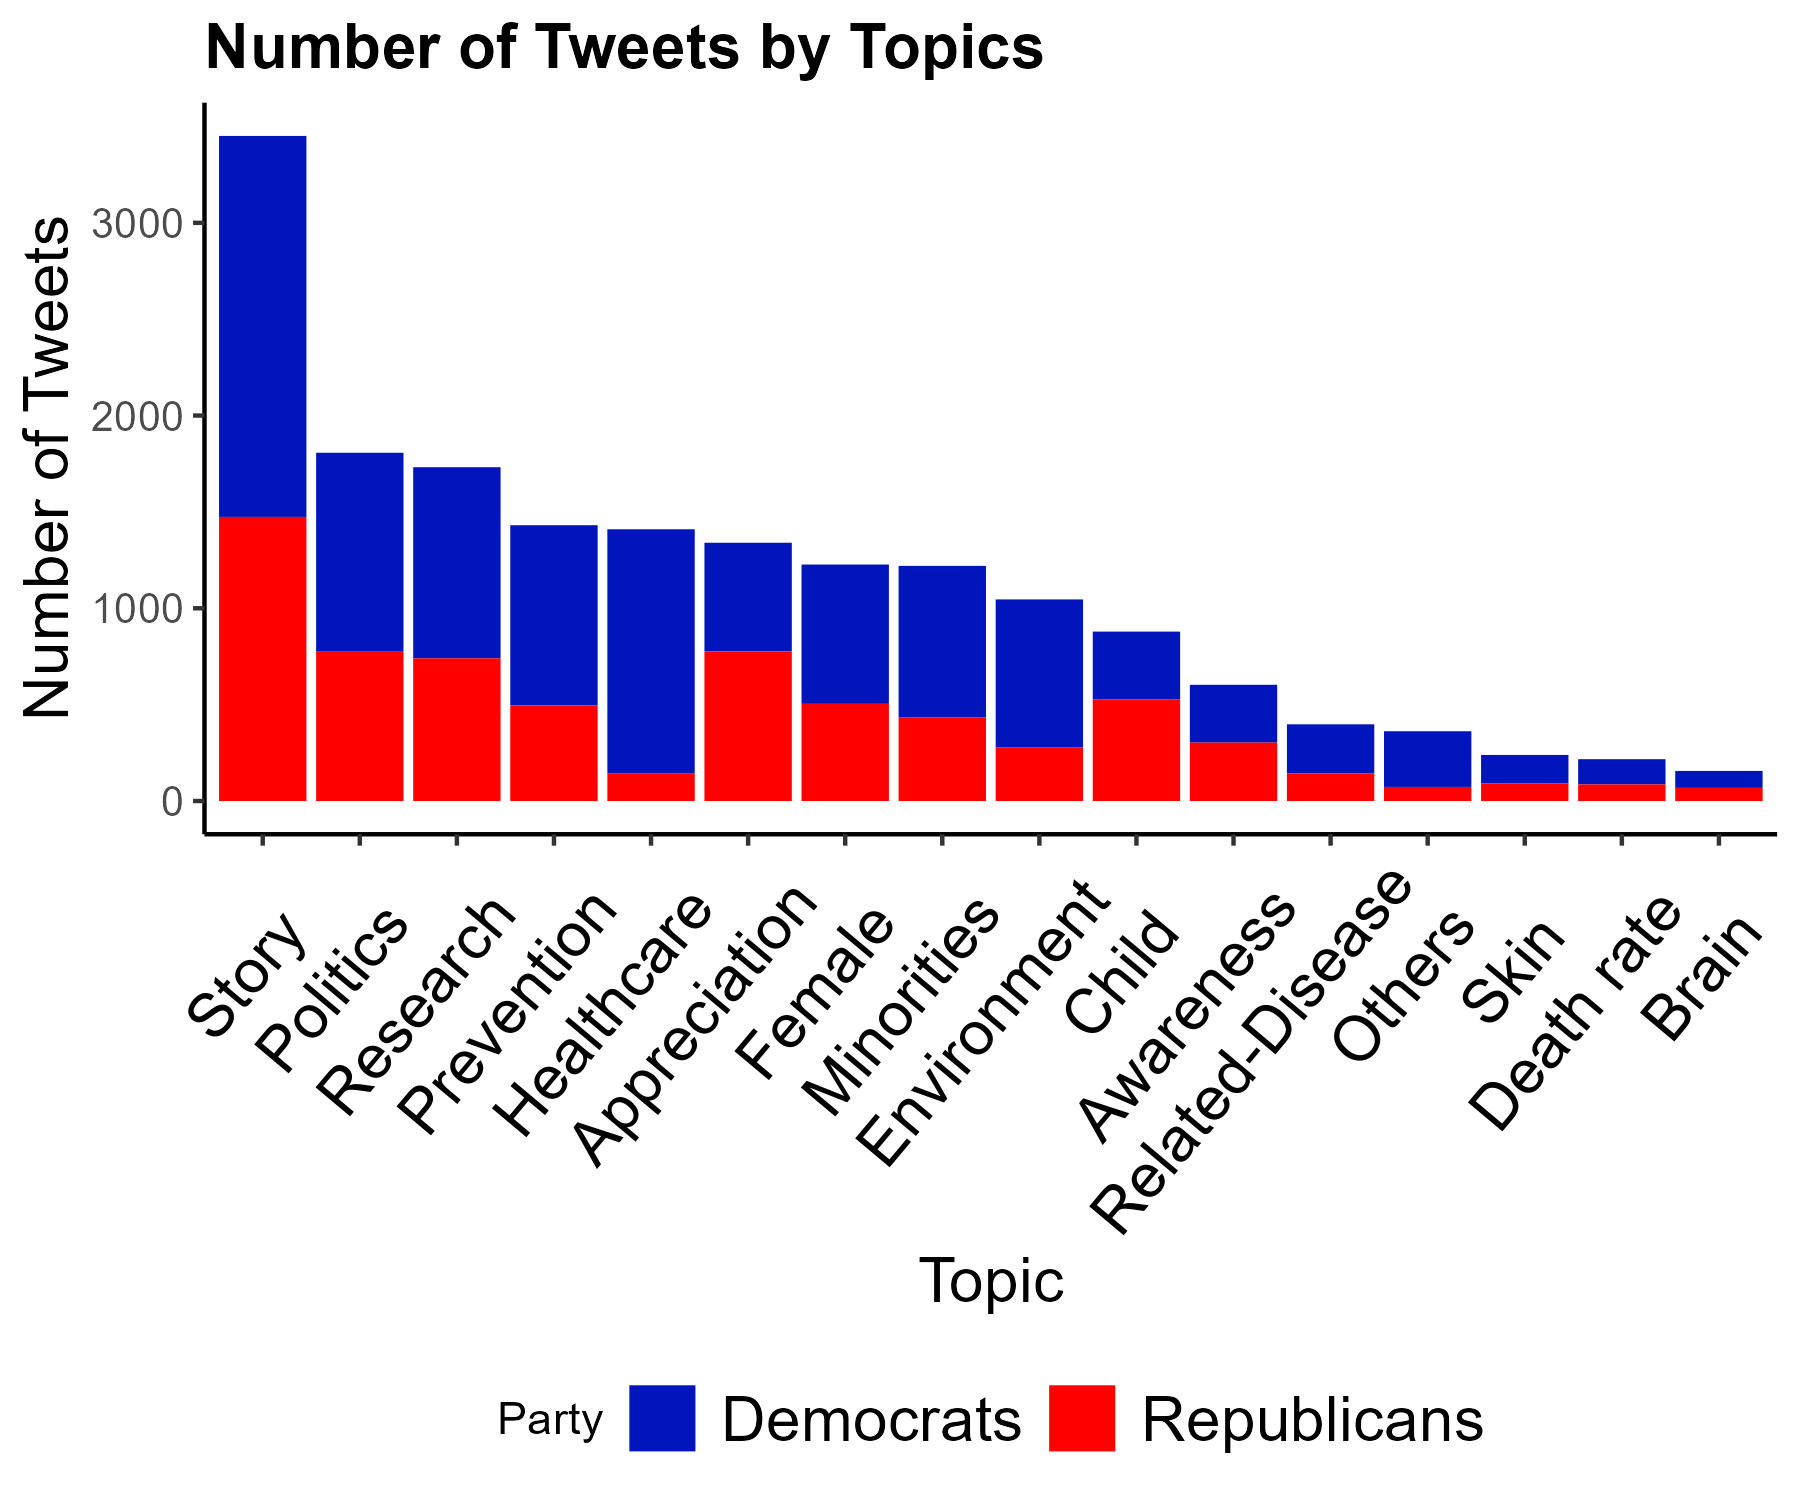 Number of Tweets by Topics
Number of Tweets
3000
2000
1000
0
Story
Politics
Research
Prevention
Healthcare
Appreciation
Female
Minorities
Environment
Child
Awareness
Related-Disease
Others
Skin
Death rate
Brain
Topic
Party Democrats Republicans